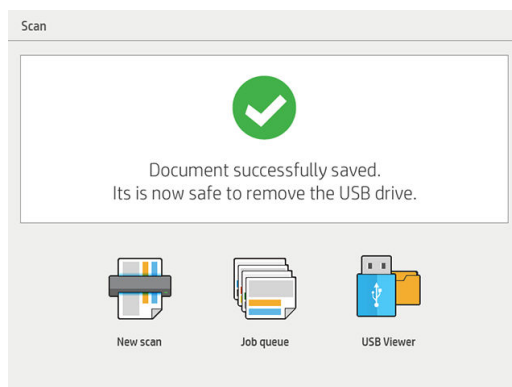 Scan
Document successfully saved.
Its is now safe to remove the USB drive.
New scan
Job queue
USB Viewer